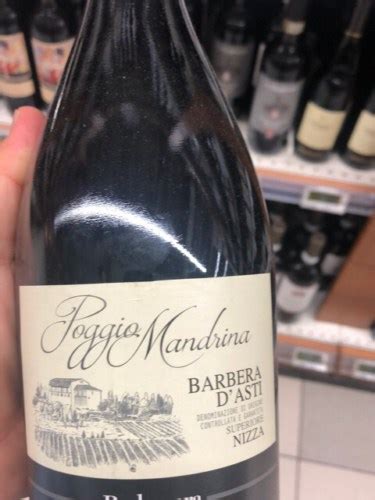 Poggio Mandrina
BARBERA
D'ASTI
DENOMINAZIONE DI ORIGINE
CONTROLLATA E GARANTITA
SUPERIORE
NIZZA